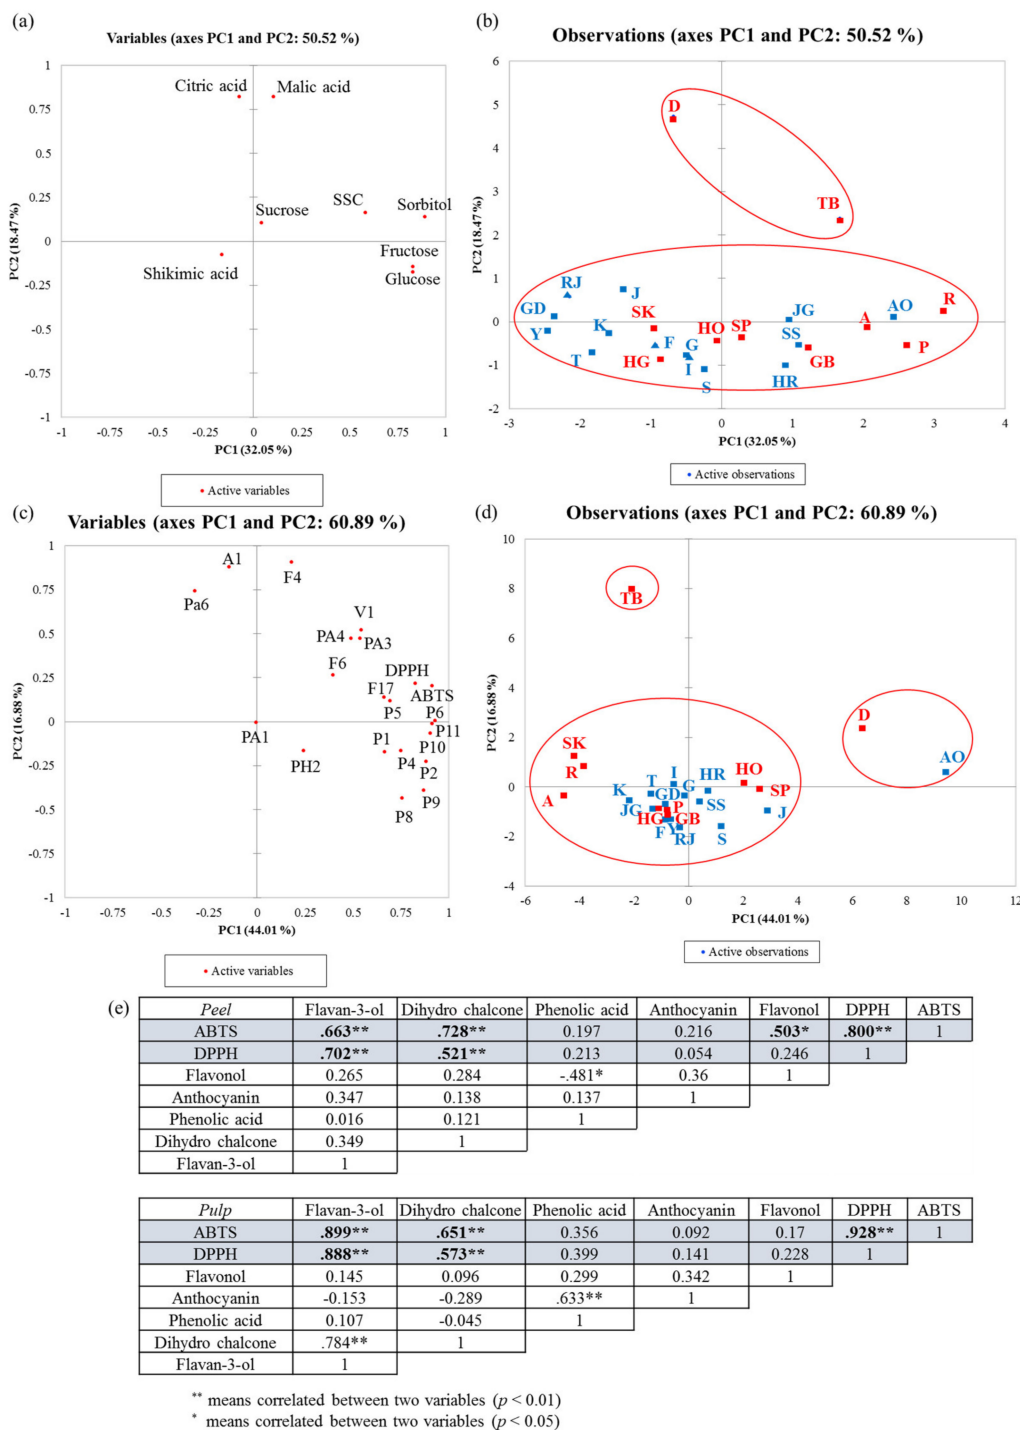 (a)
Variables (axes PC1 and PC2: 50.52 %)
1
0.75
0.5
0.25
0
-0.25
-0.5
-0.75
-1
PC2 (18.47 %)
Citric acid
Malic acid
Sucrose
SSC
Sorbitol
Shikimic acid
Fructose
Glucose
-1 -0.75 -0.5 -0.25 0 0.25 0.5 0.75 1
PC1 (32.05 %)
Active variables
(b)
Observations (axes PC1 and PC2: 50.52 %)
6
5
4
3
2
1
0
-1
-2
PC2 (18.47 %)
D
TB
RJ
J
GD
Y
K
T
SK
HG
F
HO
G
I
S
SP
JG
SS
HR
GB
A
AO
R
P
-3 -2 -1 0 1 2 3 4
PC1 (32.05 %)
Active observations
(c)
Variables (axes PC1 and PC2: 60.89 %)
1
0.75
0.5
0.25
0
-0.25
-0.5
-0.75
-1
PC2 (16.88 %)
A1
F4
Pa6
V1
PA4
PA3
F6
DPPH
F17
ABTS
P5
P6
PA1
P11
P1
P10
PH2
P4
P2
P9
P8
-1 -0.75 -0.5 -0.25 0 0.25 0.5 0.75 1
PC1 (44.01 %)
Active variables
(d)
Observations (axes PC1 and PC2: 60.89 %)
10
8
6
4
2
0
-2
-4
PC2 (16.88 %)
TB
D
AO
SK
R
A
K
T
I
HR
HO
SP
GD
G
JG
P
SS
J
HG
GB
F
Y
RJ
S
-6 -4 -2 0 2 4 6 8 10 12
PC1 (44.01 %)
Active observations
(e)
Peel Flavan-3-ol Dihydro chalcone Phenolic acid Anthocyanin Flavonol DPPH ABTS
ABTS .663** .728** 0.197 0.216 .503* .800** 1
DPPH .702** .521** 0.213 0.054 0.246 1
Flavonol 0.265 0.284 -.481* 0.36 1
Anthocyanin 0.347 0.138 0.137 1
Phenolic acid 0.016 0.121 1
Dihydro chalcone 0.349 1
Flavan-3-ol 1
Pulp Flavan-3-ol Dihydro chalcone Phenolic acid Anthocyanin Flavonol DPPH ABTS
ABTS .899** .651** 0.356 0.092 0.17 .928** 1
DPPH .888** .573** 0.399 0.141 0.228 1
Flavonol 0.145 0.096 0.299 0.342 1
Anthocyanin -0.153 -0.289 .633** 1
Phenolic acid 0.107 -0.045 1
Dihydro chalcone .784** 1
Flavan-3-ol 1
** means correlated between two variables (p < 0.01)
* means correlated between two variables (p < 0.05)